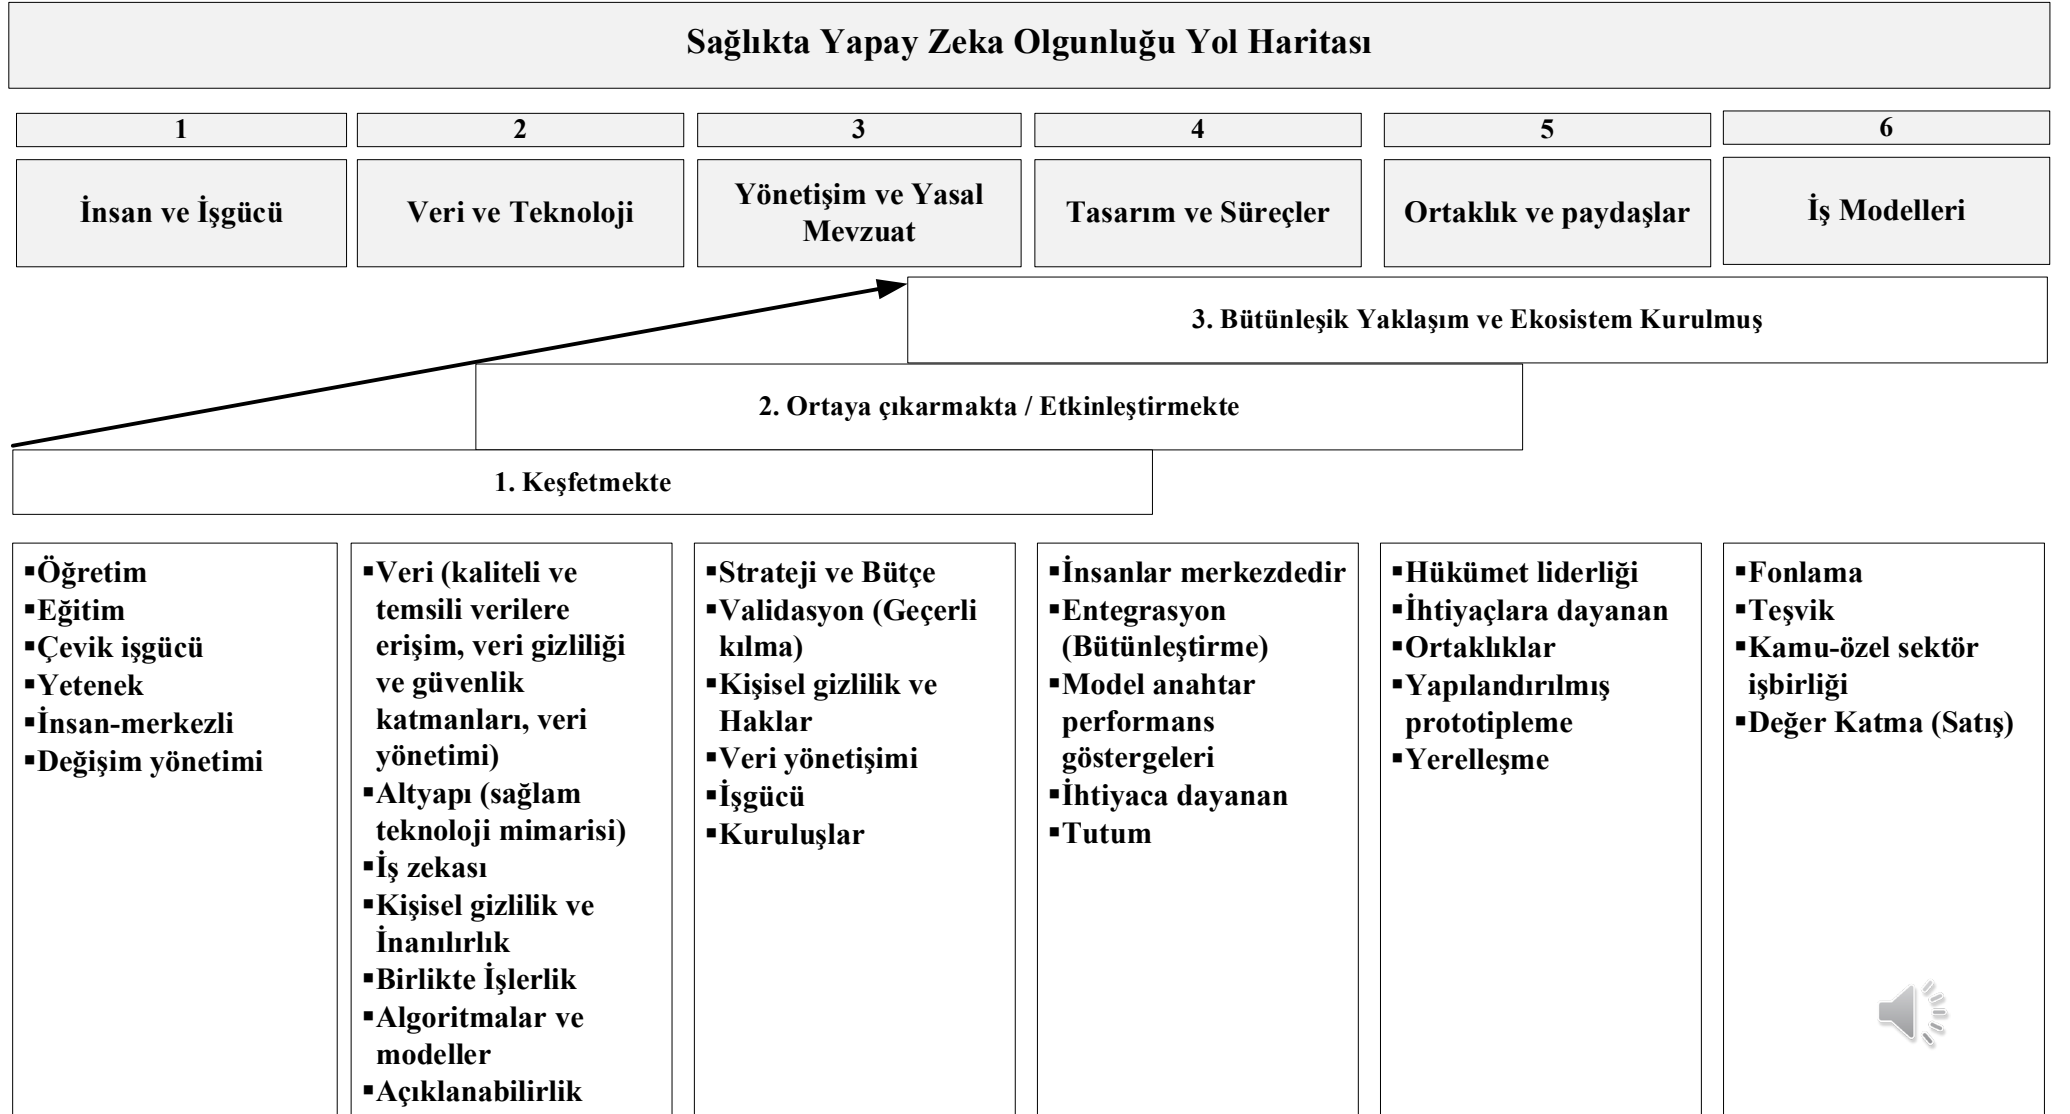 Sağlıkta Yapay Zeka Olgunluğu Yol Haritası
1
2
3
4
5
6
İnsan ve İşgücü
Veri ve Teknoloji
Yönetişim ve Yasal
Mevzuat
Tasarım ve Süreçler
Ortaklık ve paydaşlar
İş Modelleri
3. Bütünleşik Yaklaşım ve Ekosistem Kurulmuş
2. Ortaya çıkarmakta / Etkinleştirmekte
1. Keşfetmekte
▪Öğretim
▪Eğitim
▪Çevik işgücü
▪Yetenek
▪İnsan-merkezli
▪Değişim yönetimi
▪Veri (kaliteli ve
temsili verilere
erişim, veri gizliliği
ve güvenlik
katmanları, veri
yönetimi)
▪Altyapı (sağlam
teknoloji mimarisi)
▪İş zekası
▪Kişisel gizlilik ve
İnanılırlık
▪Birlikte İşlerlik
▪Algoritmalar ve
modeller
▪Açıklanabilirlik
▪Strateji ve Bütçe
▪Validasyon (Geçerli
kılma)
▪Kişisel gizlilik ve
Haklar
▪Veri yönetişimi
▪İşgücü
▪Kuruluşlar
▪İnsanlar merkezdedir
▪Entegrasyon
(Bütünleştirme)
▪Model anahtar
performans
göstergeleri
▪İhtiyaca dayanan
▪Tutum
▪Hükümet liderliği
▪İhtiyaçlara dayanan
▪Ortaklıklar
▪Yapılandırılmış
prototipleme
▪Yerelleşme
▪Fonlama
▪Teşvik
▪Kamu-özel sektör
işbirliği
▪Değer Katma (Satış)